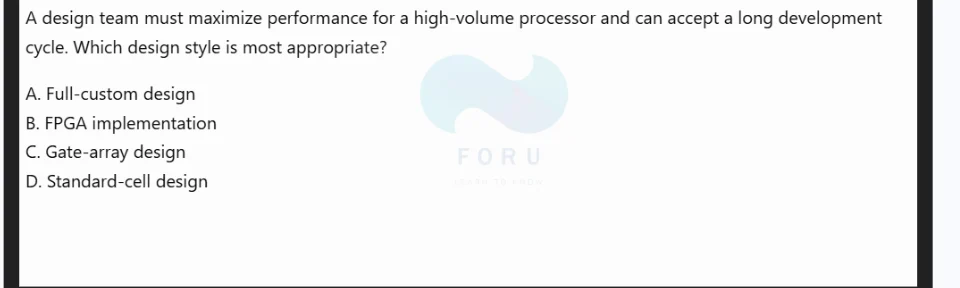 A design team must maximize performance for a high-volume processor and can accept a long development
cycle. Which design style is most appropriate?
A. Full-custom design
B. FPGA implementation
C. Gate-array design
D. Standard-cell design
FORU